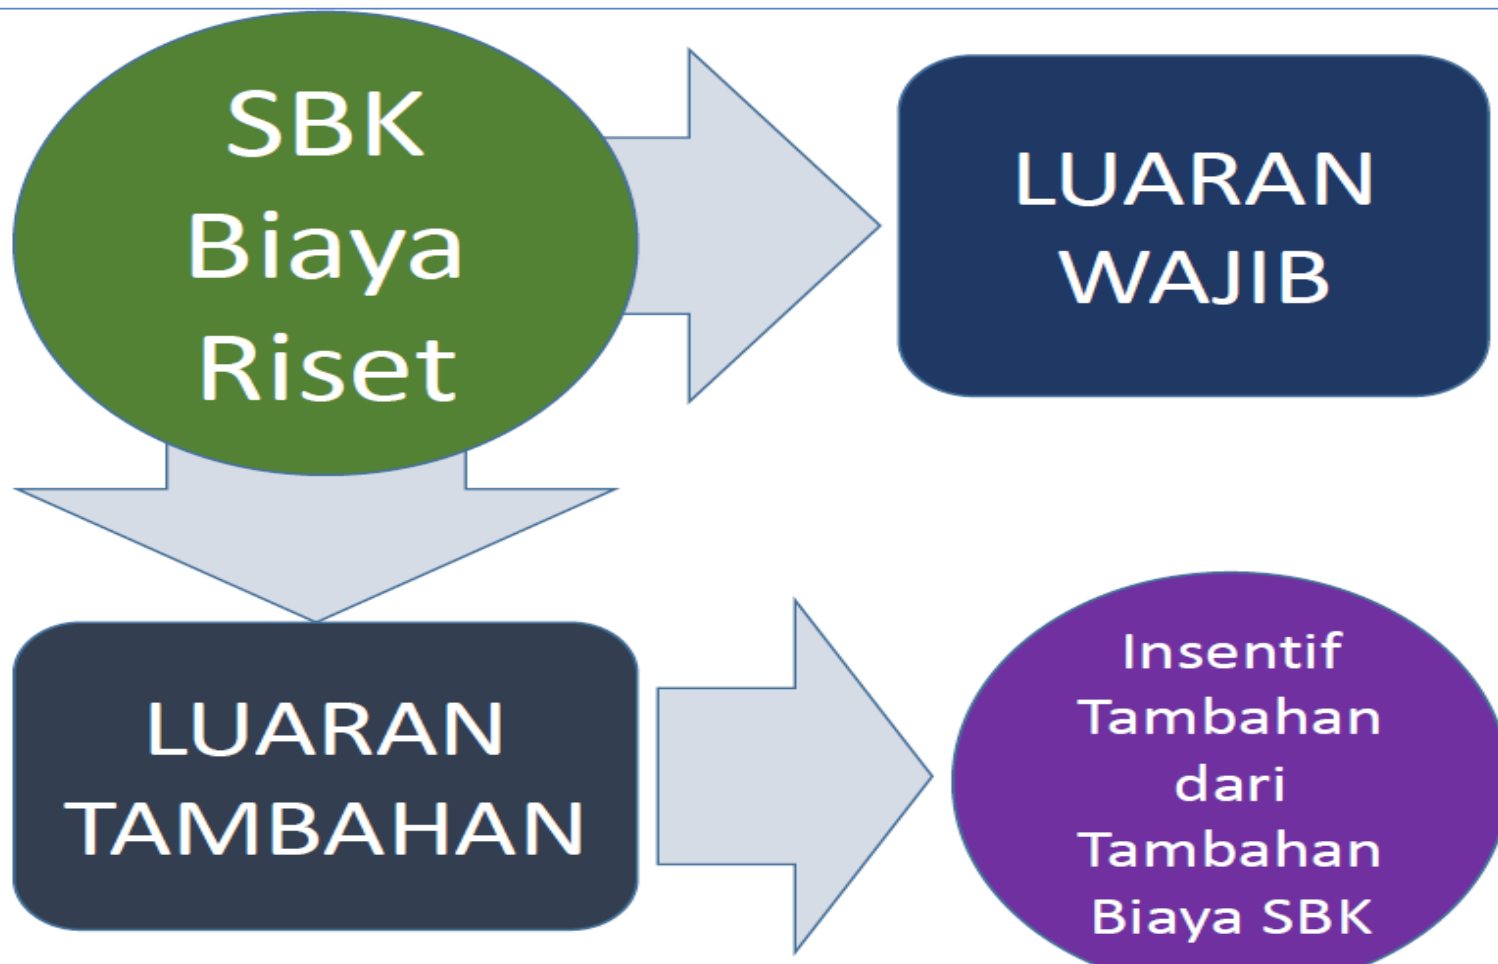 SBK
Biaya
Riset
LUARAN
WAJIB
LUARAN
TAMBAHAN
Insentif
Tambahan
dari
Tambahan
Biaya SBK